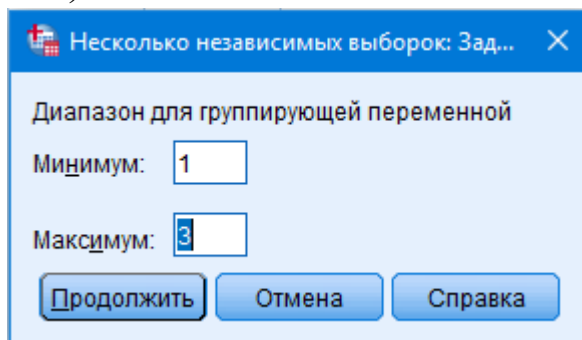 Несколько независимых выборок: Зад...
Диапазон для группирующей переменной
Минимум: 1
Максимум: 3
Продолжить Отмена Справка